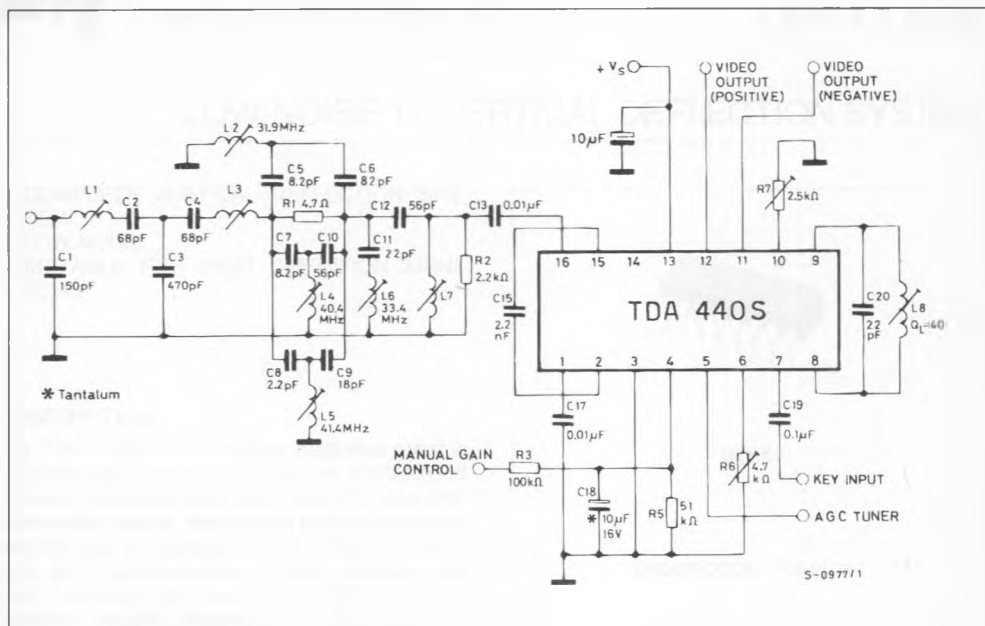 + VS
VIDEO
OUTPUT
(POSITIVE)
VIDEO
OUTPUT
(NEGATIVE)
10µF
L2
31.9MHz
C5
8.2pF
C6
8.2pF
R7
2.5kΩ
L1
C2
68pF
C4
68pF
L3
R1 4.7Ω
C12
56pF
C13
0.01µF
C1
150pF
C3
470pF
C7
8.2pF
C10
56pF
C11
22pF
R2
2.2kΩ
L4
40.4
MHz
L6
33.4
MHz
L7
C8
2.2pF
C9
18pF
L5
41.4MHz
* Tantalum
16 15 14 13 12 11 10 9
TDA 440S
1 2 3 4 5 6 7 8
C15
2.2
nF
C20
22
pF
L8
QL=40
C17
0.01µF
C19
0.1µF
MANUAL GAIN
CONTROL
R3
100kΩ
C18
* 10µF
16V
R5
51
kΩ
R6
4.7
kΩ
KEY INPUT
AGC TUNER
S-0977/1